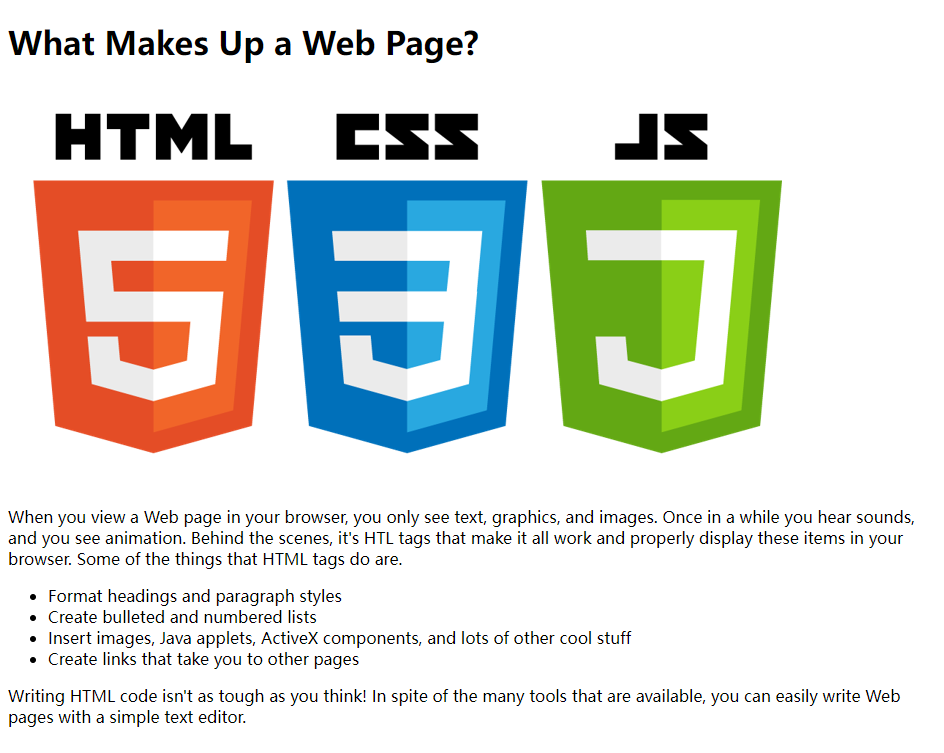 What Makes Up a Web Page?
HTML CSS JS
When you view a Web page in your browser, you only see text, graphics, and images. Once in a while you hear sounds,
and you see animation. Behind the scenes, it's HTL tags that make it all work and properly display these items in your
browser. Some of the things that HTML tags do are.
Format headings and paragraph styles
Create bulleted and numbered lists
Insert images, Java applets, ActiveX components, and lots of other cool stuff
Create links that take you to other pages
Writing HTML code isn't as tough as you think! In spite of the many tools that are available, you can easily write Web
pages with a simple text editor.